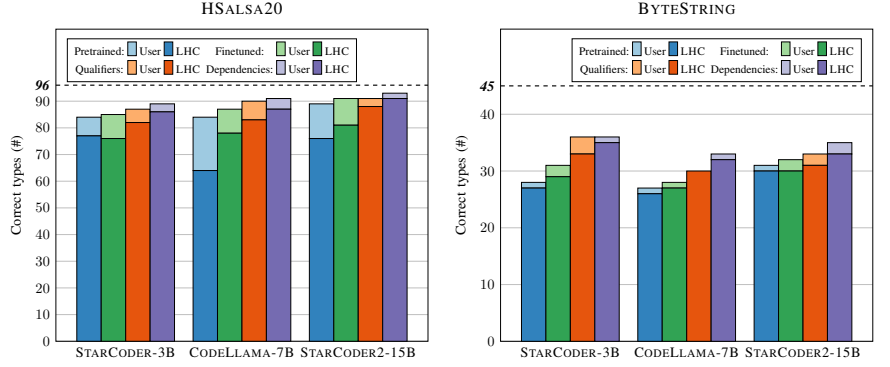 HSALSA20
Pretrained: User LHC Finetuned: User LHC
Qualifiers: User LHC Dependencies: User LHC
Correct types (#)
96
90
80
70
60
50
40
30
20
10
0
STARCODER-3B CODELLAMA-7B STARCODER2-15B
BYTESTRING
Pretrained: User LHC Finetuned: User LHC
Qualifiers: User LHC Dependencies: User LHC
Correct types (#)
45
40
30
20
10
0
STARCODER-3B CODELLAMA-7B STARCODER2-15B